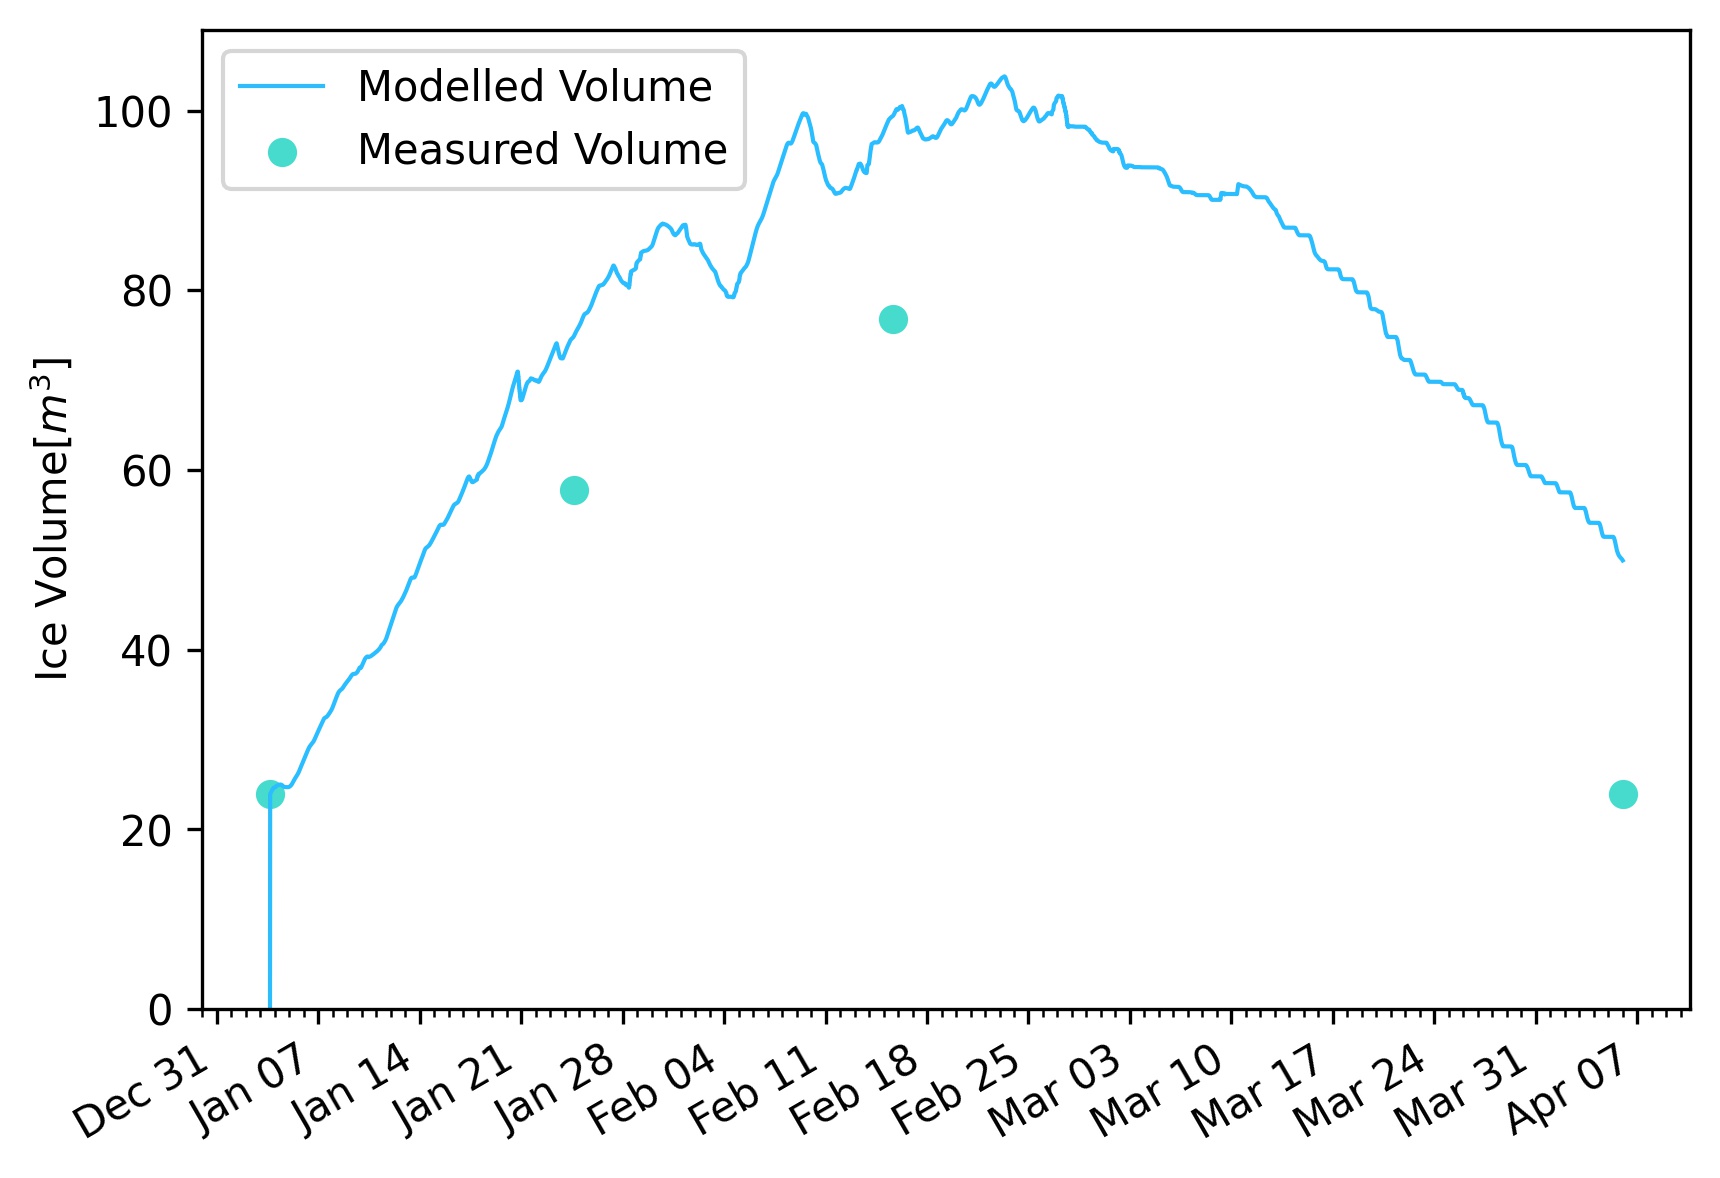 Modelled Volume
Measured Volume
100
80
60
40
20
0
Ice Volume[m³]
Dec 31
Jan 07
Jan 14
Jan 21
Jan 28
Feb 04
Feb 11
Feb 18
Feb 25
Mar 03
Mar 10
Mar 17
Mar 24
Mar 31
Apr 07